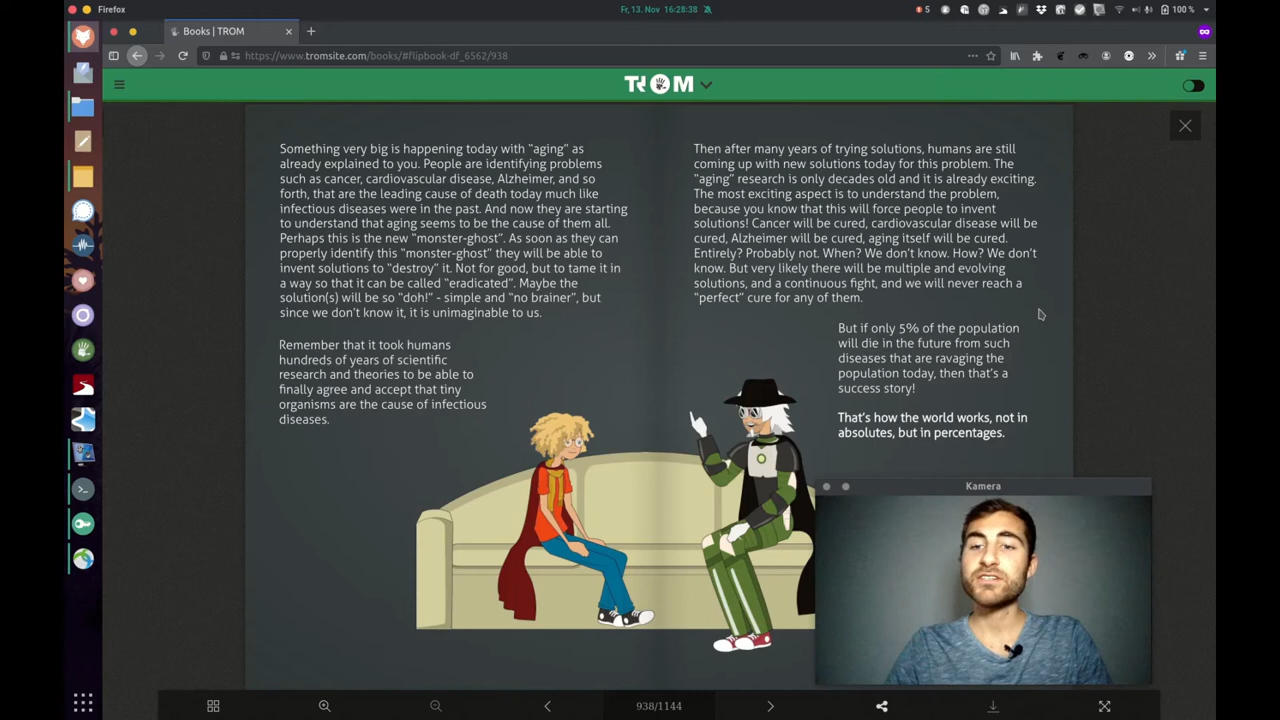 Firefox
Fr, 13. Nov 16:28:38
5
100 %
Books | TROM
https://www.tromsite.com/books/#flipbook-df_6562/938
TROM
Something very big is happening today with “aging” as
already explained to you. People are identifying problems
such as cancer, cardiovascular disease, Alzheimer, and so
forth, that are the leading cause of death today much like
infectious diseases were in the past. And now they are starting
to understand that aging seems to be the cause of them all.
Perhaps this is the new “monster-ghost”. As soon as they can
properly identify this “monster-ghost” they will be able to
invent solutions to “destroy” it. Not for good, but to tame it in
a way so that it can be called “eradicated”. Maybe the
solution(s) will be so “doh!” - simple and “no brainer”, but
since we don’t know it, it is unimaginable to us.
Remember that it took humans
hundreds of years of scientific
research and theories to be able to
finally agree and accept that tiny
organisms are the cause of infectious
diseases.
Then after many years of trying solutions, humans are still
coming up with new solutions today for this problem. The
“aging” research is only decades old and it is already exciting.
The most exciting aspect is to understand the problem,
because you know that this will force people to invent
solutions! Cancer will be cured, cardiovascular disease will be
cured, Alzheimer will be cured, aging itself will be cured.
Entirely? Probably not. When? We don’t know. How? We don’t
know. But very likely there will be multiple and evolving
solutions, and a continuous fight, and we will never reach a
“perfect” cure for any of them.
But if only 5% of the population
will die in the future from such
diseases that are ravaging the
population today, then that’s a
success story!
That’s how the world works, not in
absolutes, but in percentages.
Kamera
938/1144